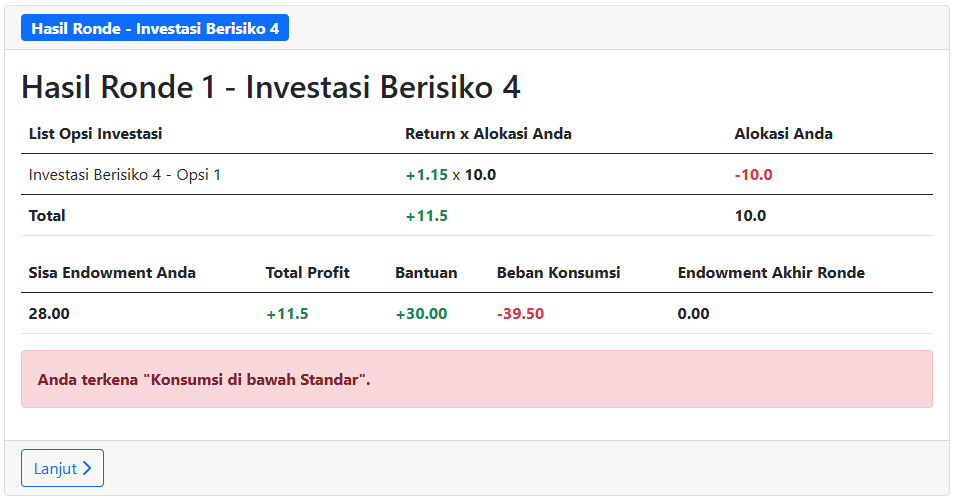 Hasil Ronde - Investasi Berisiko 4
Hasil Ronde 1 - Investasi Berisiko 4
List Opsi Investasi Return x Alokasi Anda Alokasi Anda
Investasi Berisiko 4 - Opsi 1 +1.15 x 10.0 -10.0
Total +11.5 10.0
Sisa Endowment Anda Total Profit Bantuan Beban Konsumsi Endowment Akhir Ronde
28.00 +11.5 +30.00 -39.50 0.00
Anda terkena "Konsumsi di bawah Standar".
Lanjut